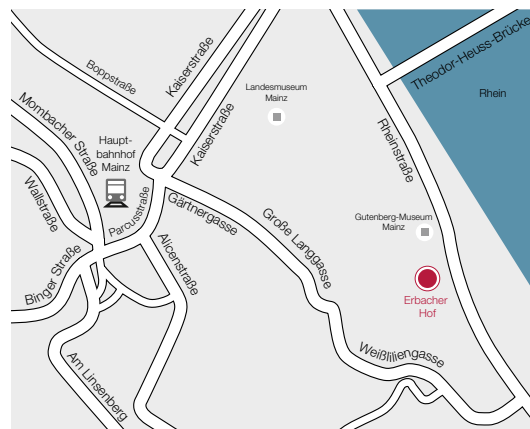 Boppstraße
Kaiserstraße
Theodor-Heuss-Brücke
Landesmuseum
Mainz
Rhein
Mombacher Straße
Kaiserstraße
Rheinstraße
Haupt-
bahnhof
Mainz
Wallstraße
Parcusstraße
Gärtnergasse
Große Langgasse
Gutenberg-Museum
Mainz
Binger Straße
Alicenstraße
Erbacher
Hof
Weißliliengasse
Am Linsenberg